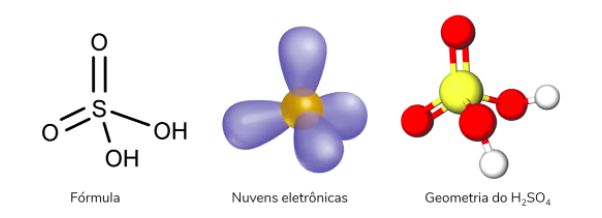 O
S
O
OH
OH
Fórmula
Nuvens eletrônicas
Geometria do H₂SO₄